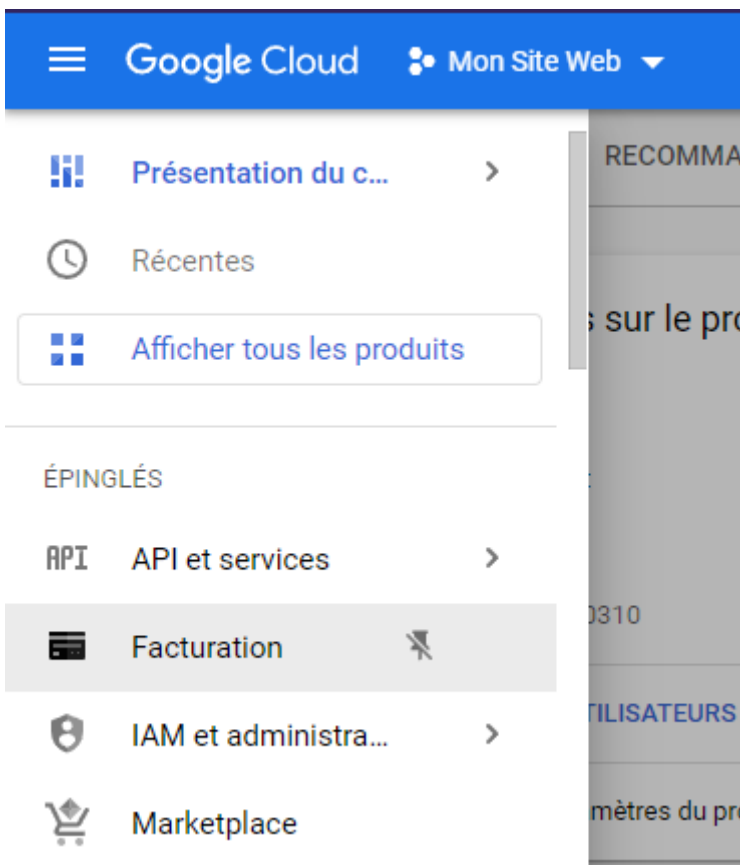 Google Cloud Mon Site Web
Présentation du c...
Récentes
Afficher tous les produits
ÉPINGLÉS
API API et services
Facturation
IAM et administra...
Marketplace
RECOMMA
sur le pro
0310
TILISATEURS
mètres du pro